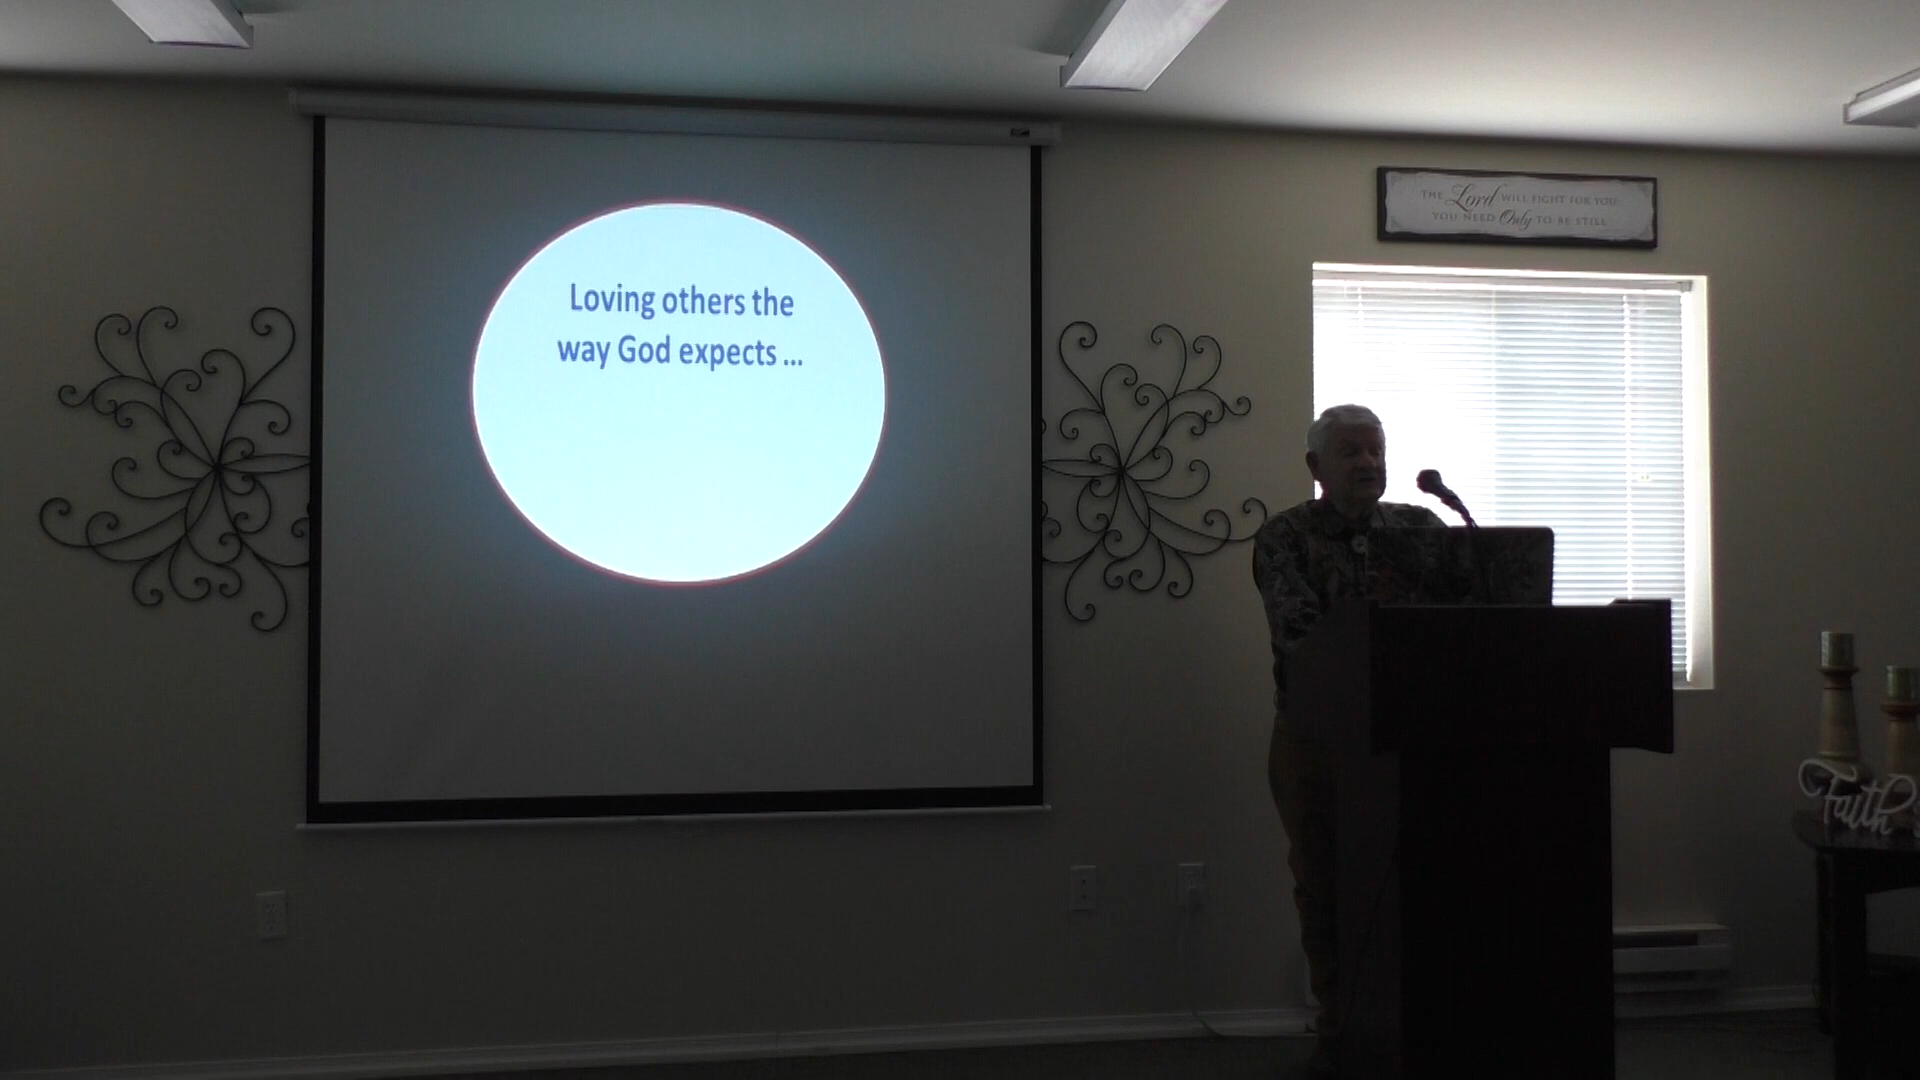 Loving others the
way God expects ...
THE Lord WILL FIGHT FOR YOU;
YOU NEED Only TO BE STILL
Faith